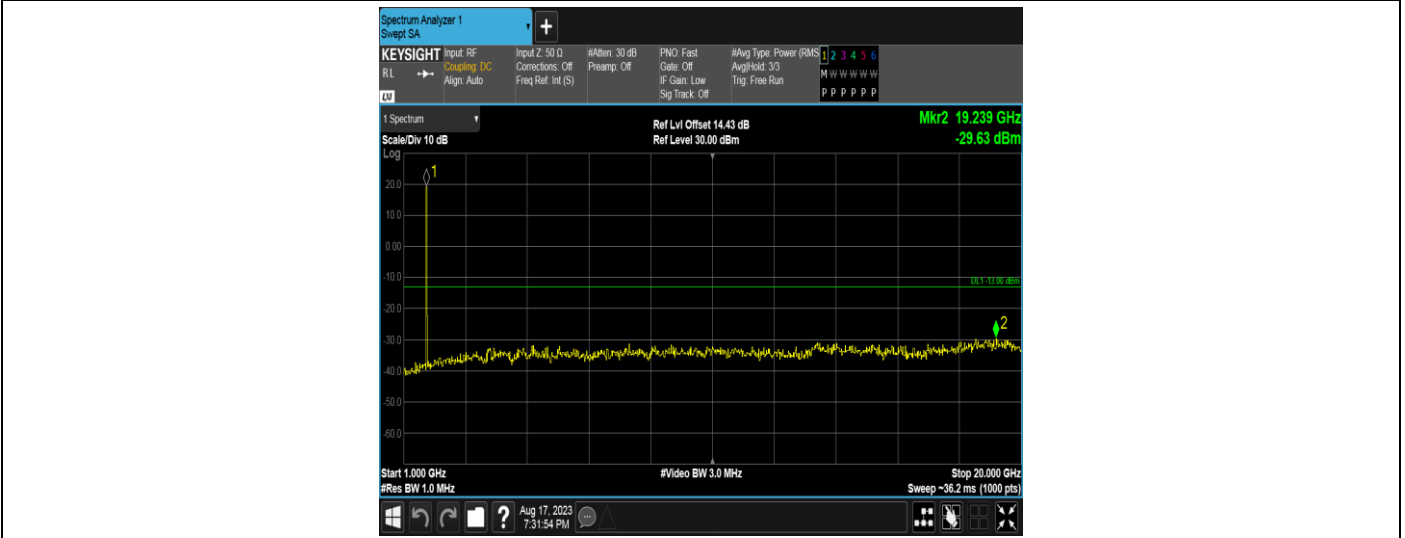 Spectrum Analyzer 1
Swept SA
+
KEYSIGHT
RL
LXI
Input: RF
Coupling: DC
Align: Auto
Input Z: 50 Ω
Corrections: Off
Freq Ref: Int (S)
#Atten: 30 dB
Preamp: Off
PNO: Fast
Gate: Off
IF Gain: Low
Sig Track: Off
#Avg Type: Power (RMS
Avg|Hold: 3/3
Trig: Free Run
1 2 3 4 5 6
M W W W W W
P P P P P P
1 Spectrum
Scale/Div 10 dB
Ref Lvl Offset 14.43 dB
Ref Level 30.00 dBm
Mkr2 19.239 GHz
-29.63 dBm
Log
1
20.0
10.0
0.00
-10.0
DL1 -13.00 dBm
-20.0
2
-30.0
-40.0
-50.0
-60.0
Start 1.000 GHz
#Video BW 3.0 MHz
Stop 20.000 GHz
#Res BW 1.0 MHz
Sweep ~36.2 ms (1000 pts)
?
Aug 17, 2023
7:31:54 PM